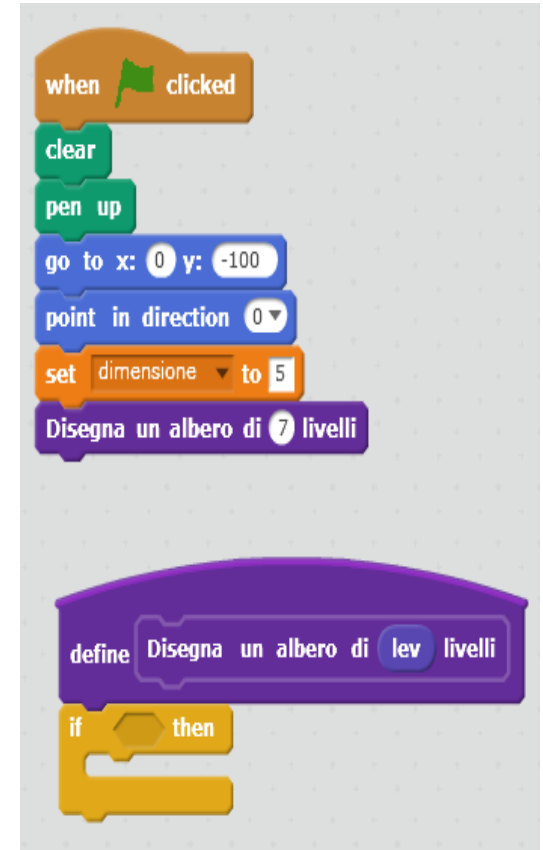 when clicked
clear
pen up
go to x: 0 y: -100
point in direction 0
set dimensione to 5
Disegna un albero di 7 livelli
define Disegna un albero di lev livelli
if then